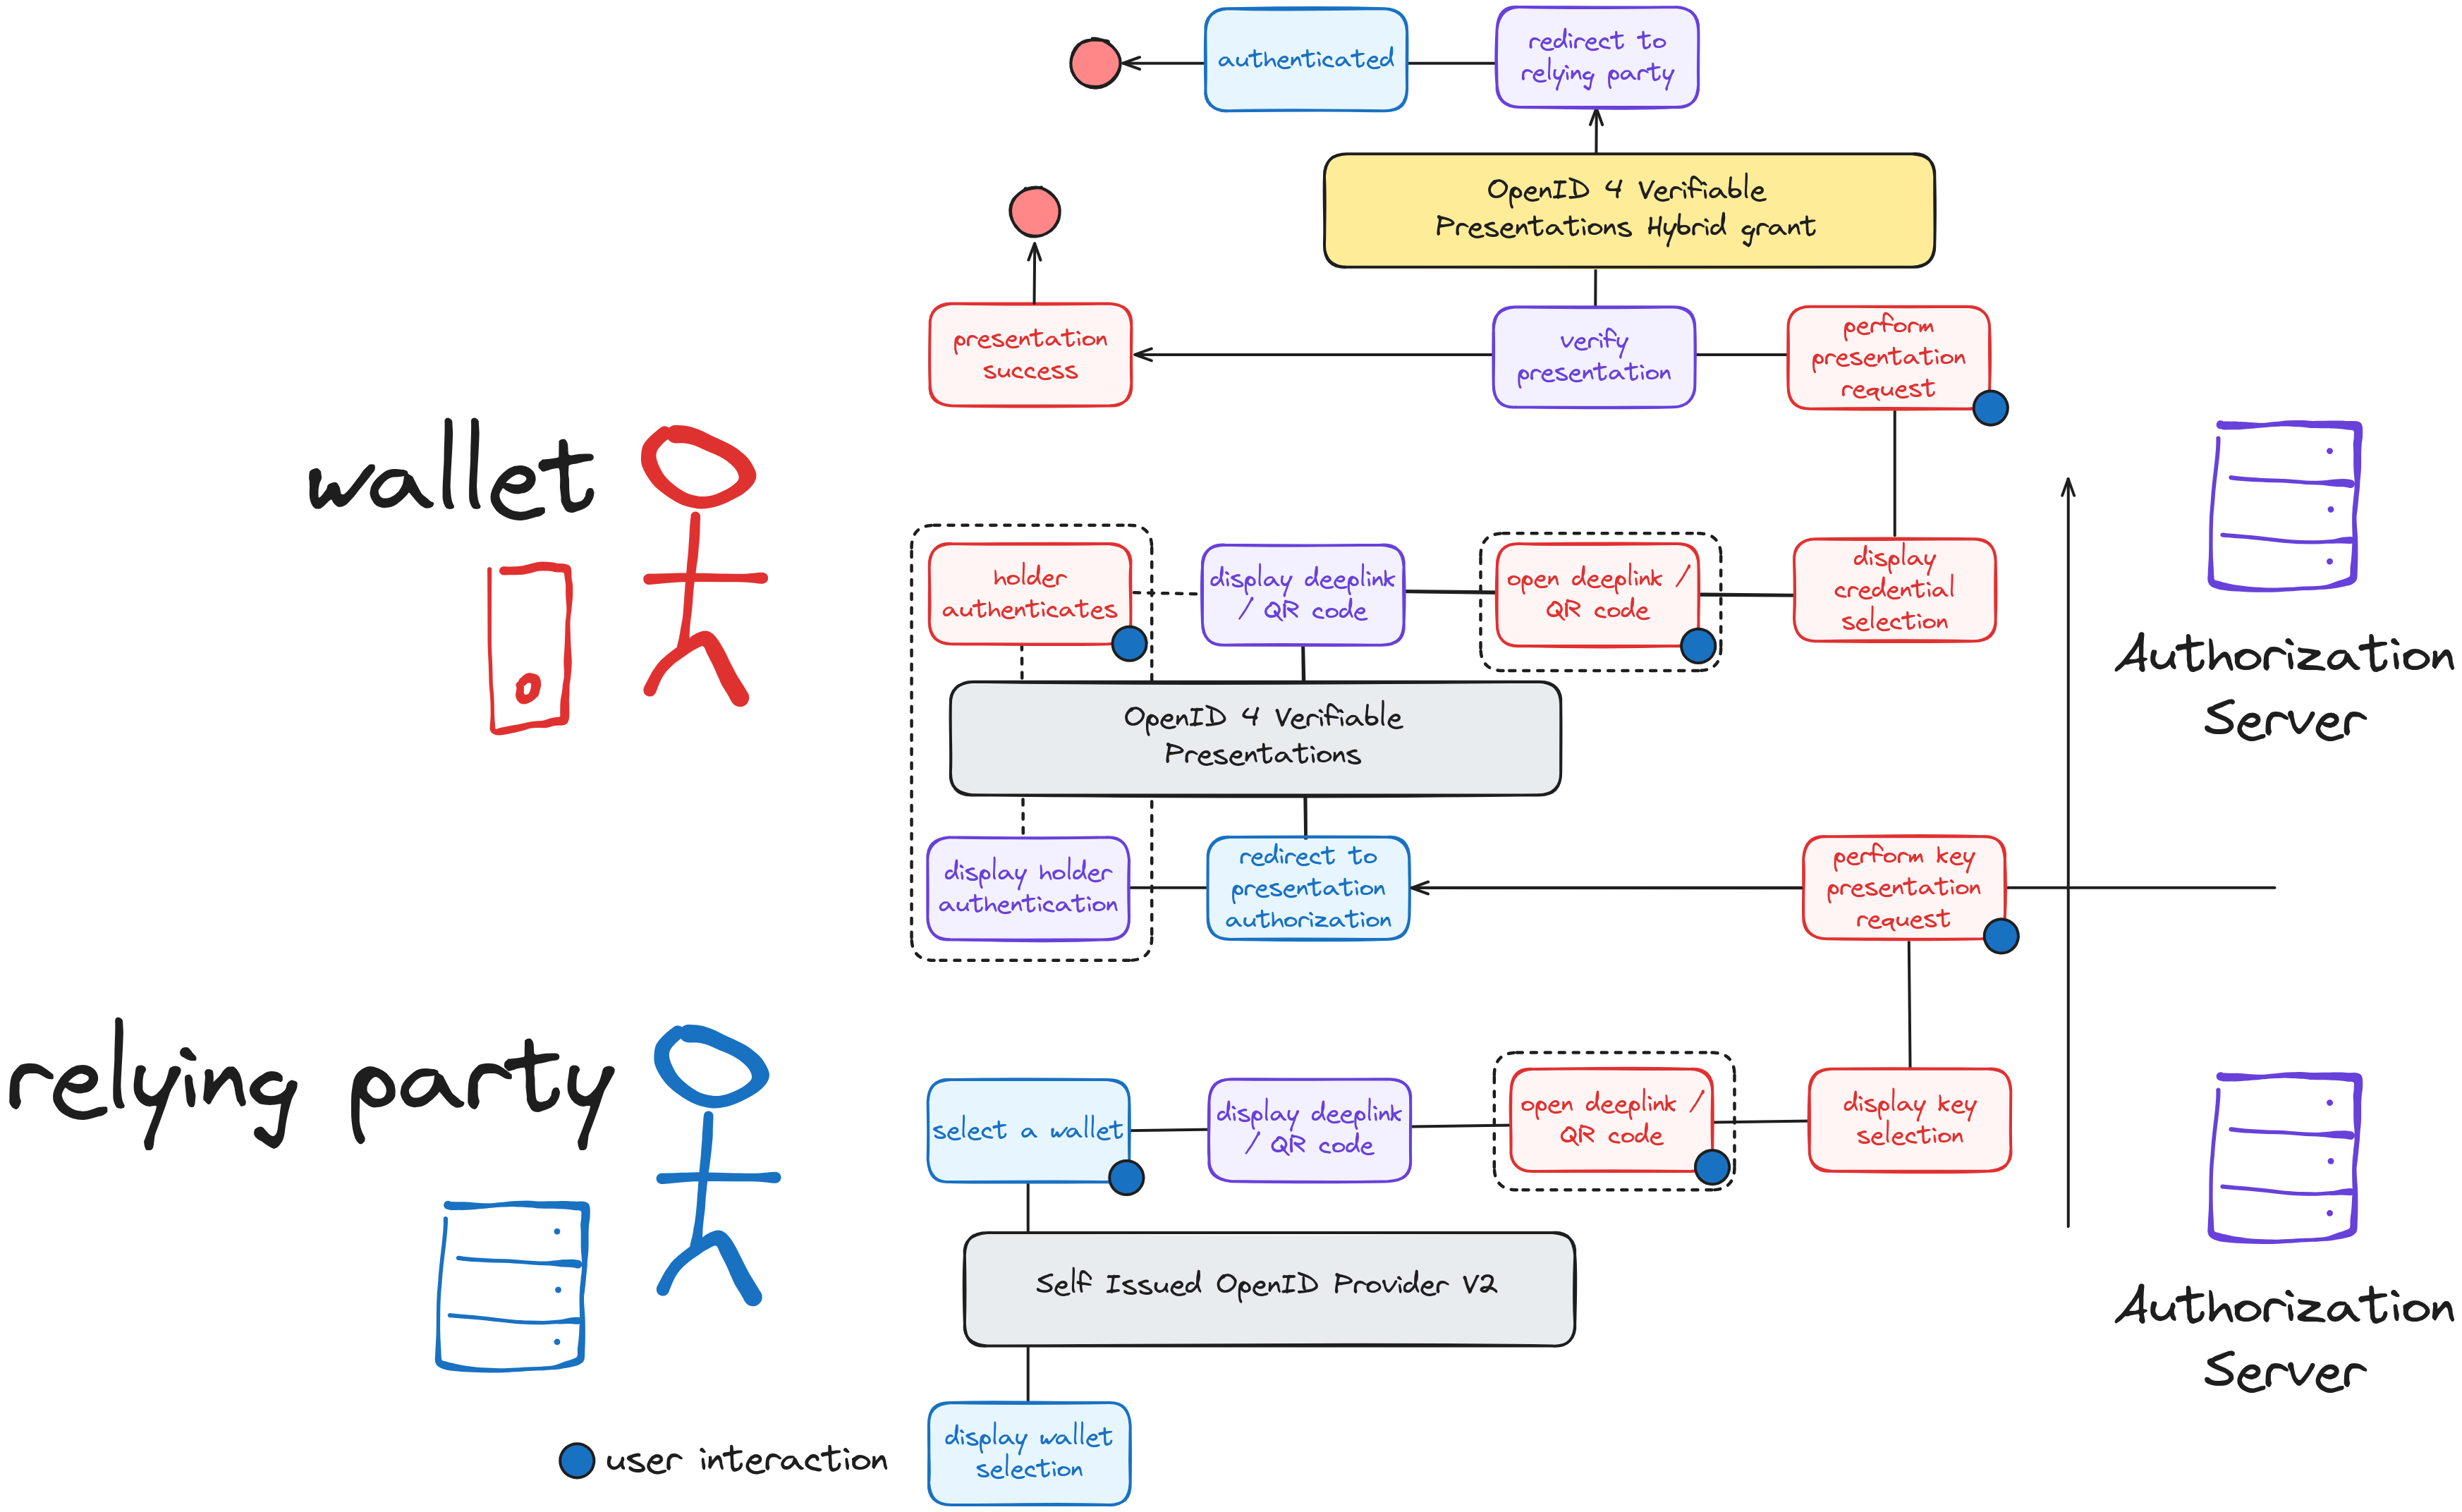 authenticated
redirect to
relying party
OpenID 4 Verifiable
Presentations Hybrid grant
presentation
success
verify
presentation
perform
presentation
request
wallet
holder
authenticates
display deeplink
/ QR code
open deeplink /
QR code
display
credential
selection
Authorization
Server
OpenID 4 Verifiable
Presentations
display holder
authentication
redirect to
presentation
authorization
perform key
presentation
request
relying party
select a wallet
display deeplink
/ QR code
open deeplink /
QR code
display key
selection
Self Issued OpenID Provider V2
Authorization
Server
display wallet
selection
user interaction